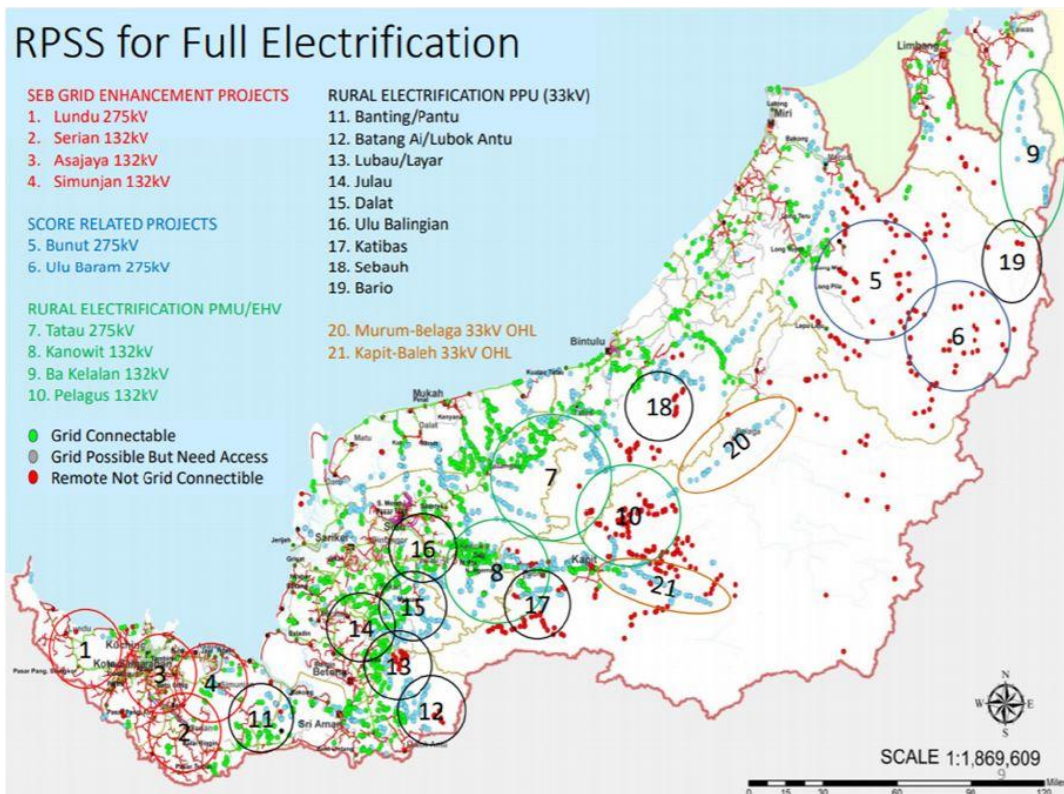 RPSS for Full Electrification
SEB GRID ENHANCEMENT PROJECTS
1. Lundu 275kV
2. Serian 132kV
3. Asajaya 132kV
4. Simunjan 132kV
SCORE RELATED PROJECTS
5. Bunut 275kV
6. Ulu Baram 275kV
RURAL ELECTRIFICATION PMU/EHV
7. Tatau 275kV
8. Kanowit 132kV
9. Ba Kelalan 132kV
10. Pelagus 132kV
Grid Connectable
Grid Possible But Need Access
Remote Not Grid Connectible
RURAL ELECTRIFICATION PPU (33kV)
11. Banting/Pantu
12. Batang Ai/Lubok Antu
13. Lubau/Layar
14. Julau
15. Dalat
16. Ulu Balingian
17. Katibas
18. Sebauh
19. Bario
20. Murum-Belaga 33kV OHL
21. Kapit-Baleh 33kV OHL
Limbang
Lawas
Miri
9
5
19
6
Bintulu
18
Mukah
Dalat
Matu
20
Belaga
7
10
Sibu
Sarikei
16
8
Kapit
21
15
17
14
13
Betong
12
Lundu
1
Kuching
3
4
2
11
Sri Aman
N
W
E
S
SCALE 1:1,869,609
9
Miles
0
15
30
60
90
120